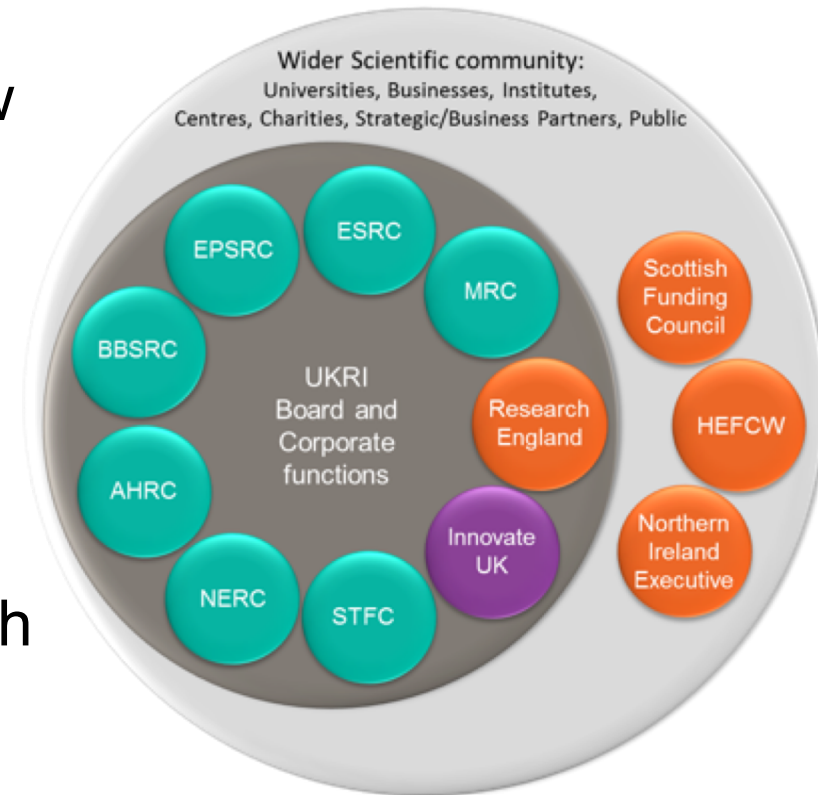 Wider Scientific community:
Universities, Businesses, Institutes,
Centres, Charities, Strategic/Business Partners, Public
w
EPSRC
ESRC
MRC
BBSRC
Scottish
Funding
Council
UKRI
Board and
Corporate
functions
Research
England
HEFCW
AHRC
Innovate
UK
Northern
Ireland
Executive
NERC
STFC
h